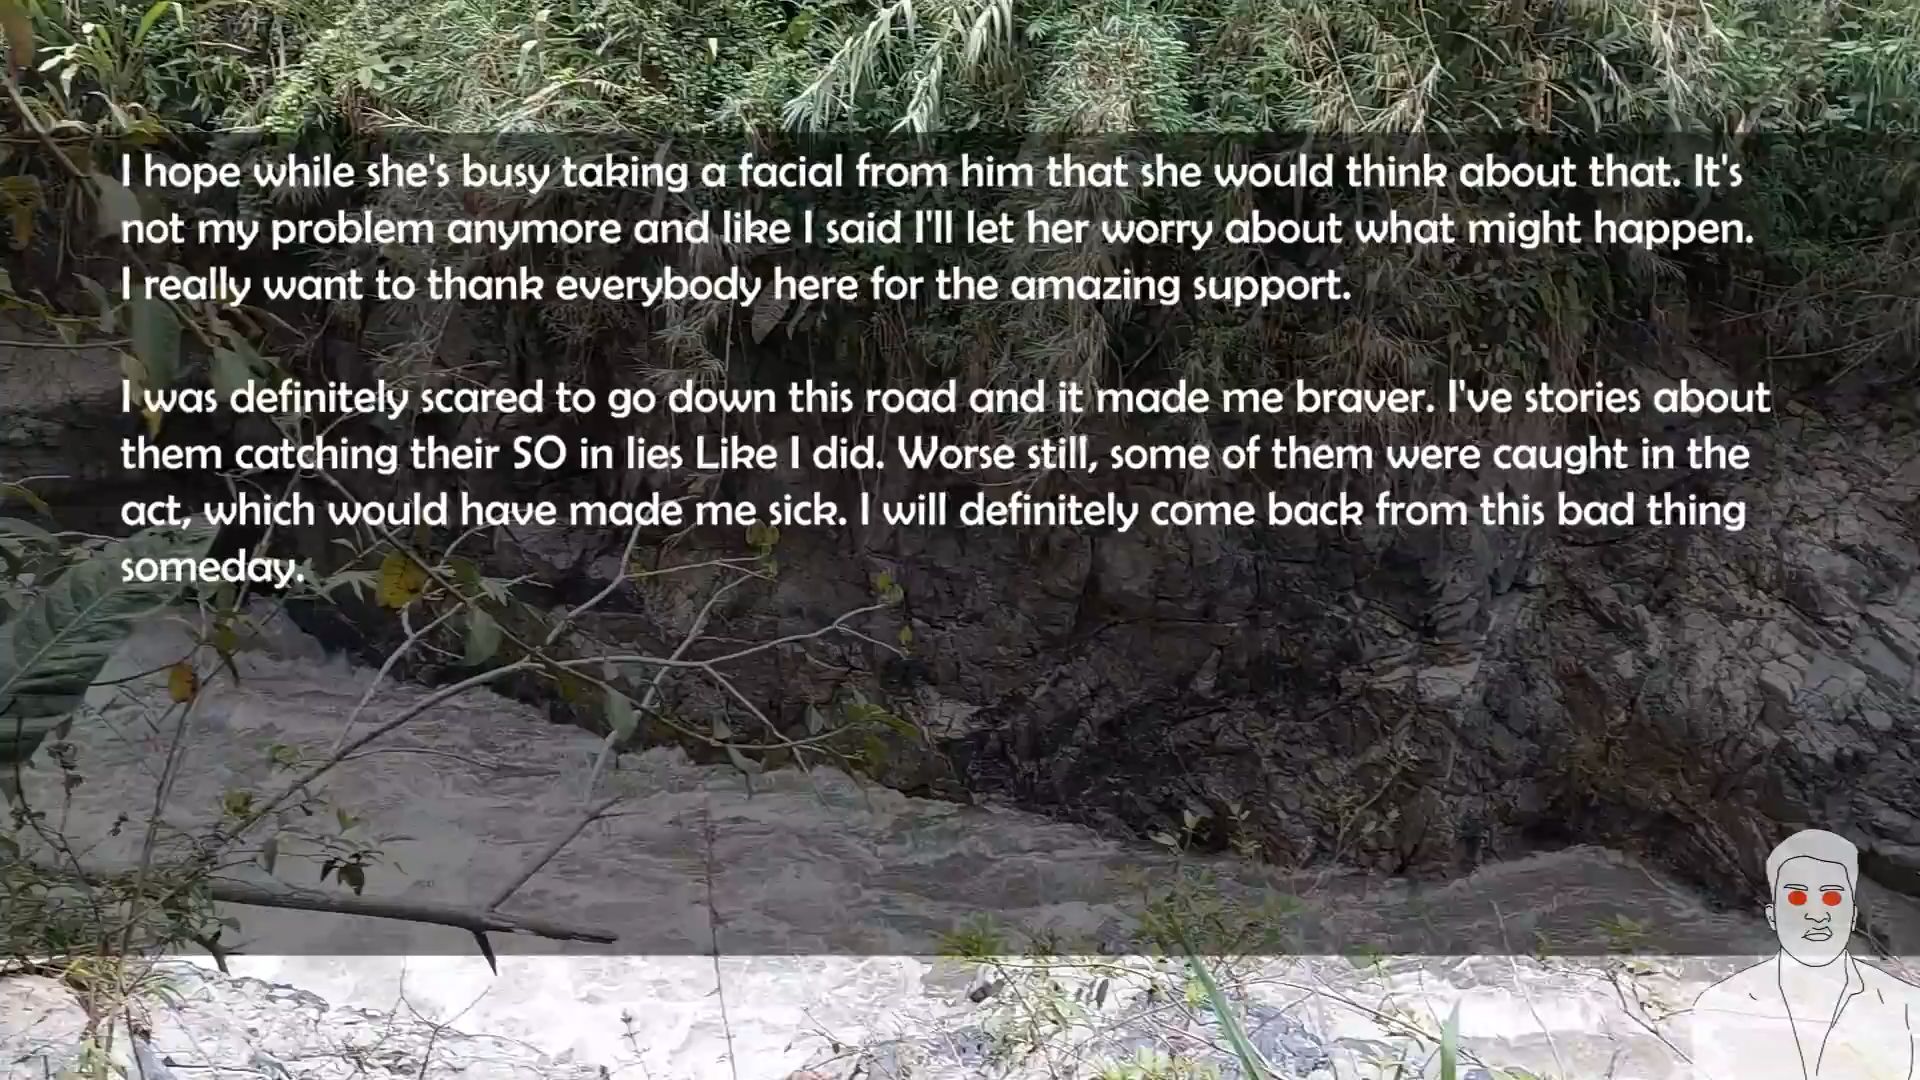 I hope while she's busy taking a facial from him that she would think about that. It's
not my problem anymore and like I said I'll let her worry about what might happen.
I really want to thank everybody here for the amazing support.
I was definitely scared to go down this road and it made me braver. I've stories about
them catching their SO in lies Like I did. Worse still, some of them were caught in the
act, which would have made me sick. I will definitely come back from this bad thing
someday.